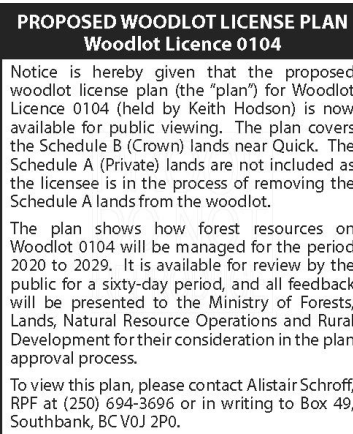 PROPOSED WOODLOT LICENSE PLAN
Woodlot Licence 0104
Notice is hereby given that the proposed
woodlot license plan (the “plan”) for Woodlot
Licence 0104 (held by Keith Hodson) is now
available for public viewing. The plan covers
the Schedule B (Crown) lands near Quick. The
Schedule A (Private) lands are not included as
the licensee is in the process of removing the
Schedule A lands from the woodlot.
The plan shows how forest resources on
Woodlot 0104 will be managed for the period
2020 to 2029. It is available for review by the
public for a sixty-day period, and all feedback
will be presented to the Ministry of Forests,
Lands, Natural Resource Operations and Rural
Development for their consideration in the plan
approval process.
To view this plan, please contact Alistair Schroff,
RPF at (250) 694-3696 or in writing to Box 49,
Southbank, BC V0J 2P0.